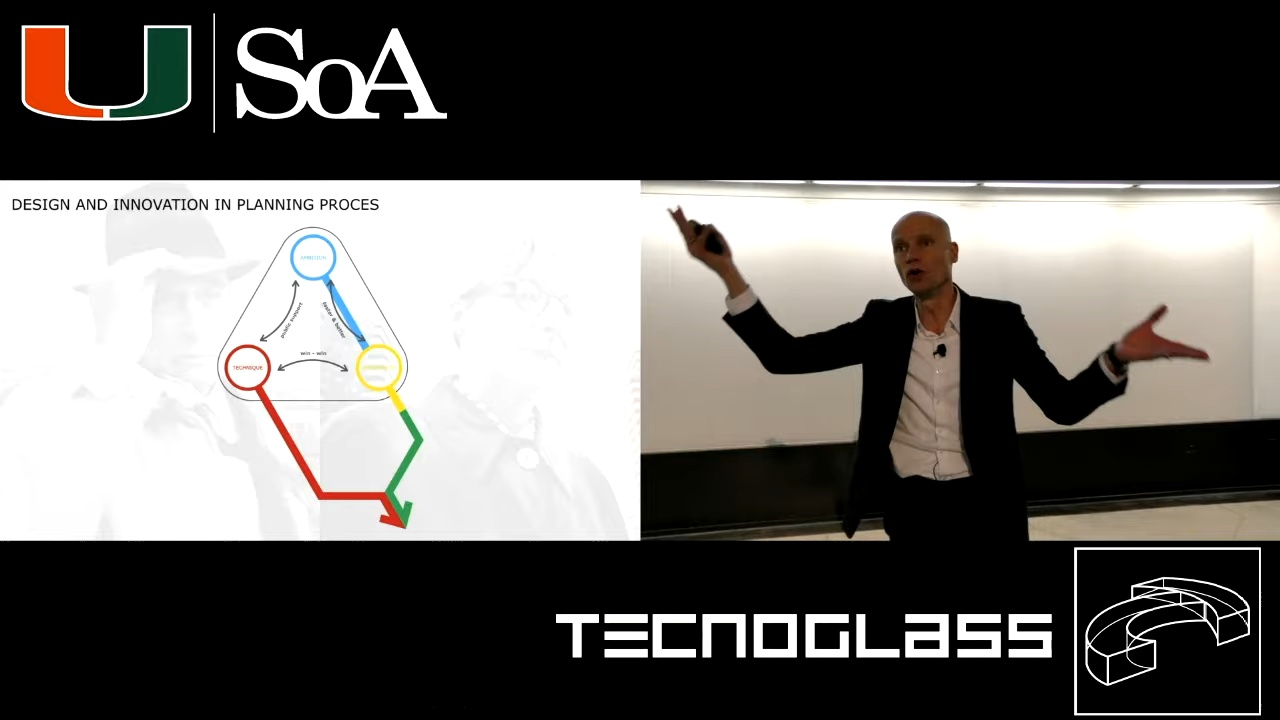 U SoA
DESIGN AND INNOVATION IN PLANNING PROCES
AMBITION
public support
faster & better
win - win
TECHNIQUE
TECNOGLASS